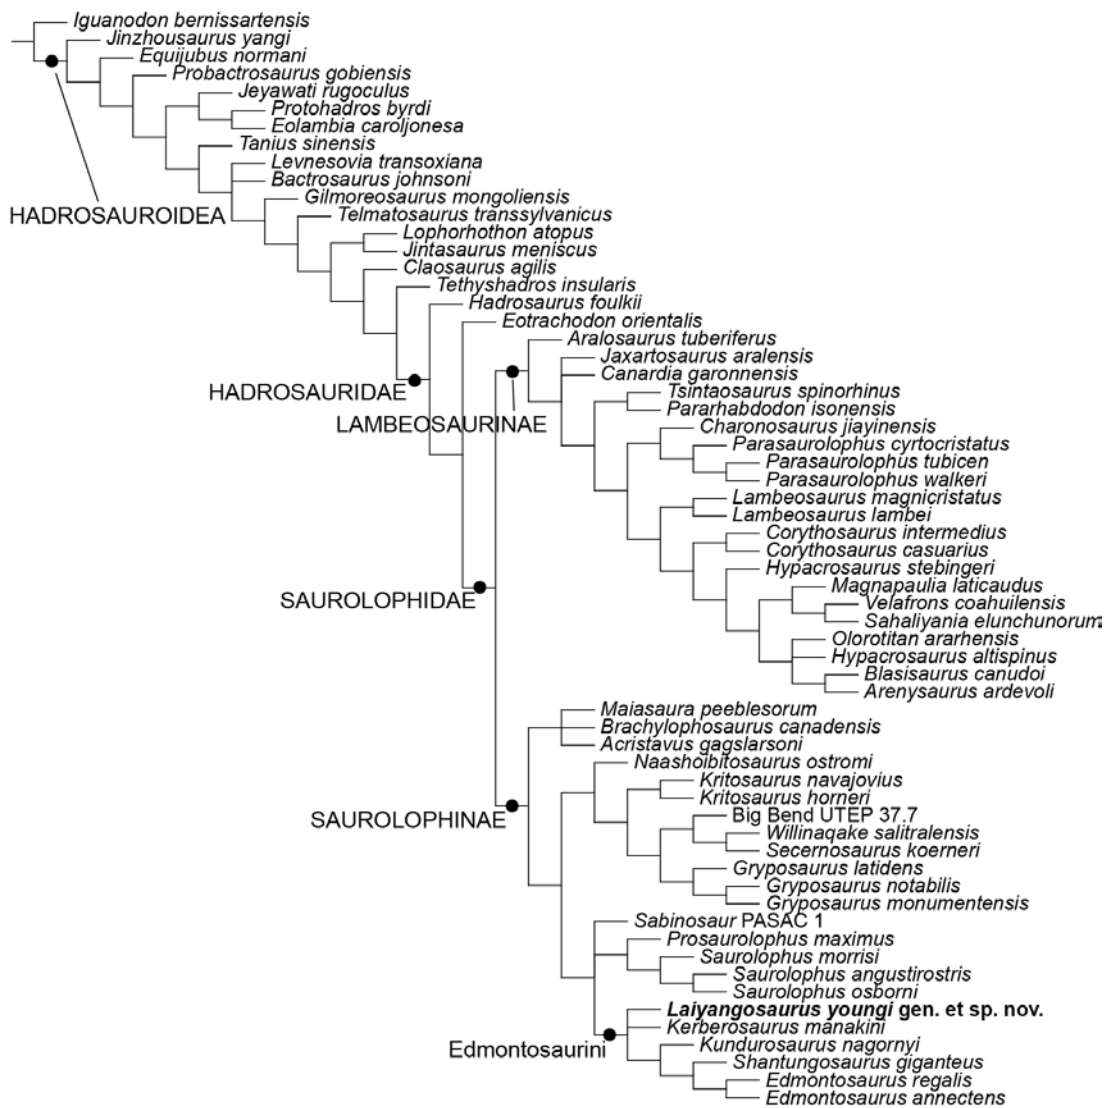 Iguanodon bernissartensis
Jinzhousaurus yangi
Equijubus normani
Probactrosaurus gobiensis
Jeyawati rugoculus
Protohadros byrdi
Eolambia caroljonesa
Tanius sinensis
Levnesovia transoxiana
Bactrosaurus johnsoni
Gilmoreosaurus mongoliensis
HADROSAUROIDEA
Telmatosaurus transsylvanicus
Lophorhothon atopus
Jintasaurus meniscus
Claosaurus agilis
Tethyshadros insularis
Hadrosaurus foulkii
Eotrachodon orientalis
Aralosaurus tuberiferus
Jaxartosaurus aralensis
Canardia garonnensis
HADROSAURIDAE
Tsintaosaurus spinorhinus
Pararhabdodon isonensis
LAMBEOSAURINAE
Charonosaurus jiayinensis
Parasaurolophus cyrtocristatus
Parasaurolophus tubicen
Parasaurolophus walkeri
Lambeosaurus magnicristatus
Lambeosaurus lambei
Corythosaurus intermedius
Corythosaurus casuarius
Hypacrosaurus stebingeri
Magnapaulia laticaudus
SAUROLOPHIDAE
Velafrons coahuilensis
Sahaliyania elunchunorum
Olorotitan ararhensis
Hypacrosaurus altispinus
Blasisaurus canudoi
Arenysaurus ardevoli
Maiasaura peeblesorum
Brachylophosaurus canadensis
Acristavus gagslarsoni
Naashoibitosaurus ostromi
Kritosaurus navajovius
Kritosaurus horneri
SAUROLOPHINAE
Big Bend UTEP 37.7
Willinaqake salitralensis
Secernosaurus koerneri
Gryposaurus latidens
Gryposaurus notabilis
Gryposaurus monumentensis
Sabinosaur PASAC 1
Prosaurolophus maximus
Saurolophus morrisi
Saurolophus angustirostris
Saurolophus osborni
Laiyangosaurus youngi gen. et sp. nov.
Kerberosaurus manakini
Edmontosaurini
Kundurosaurus nagornyi
Shantungosaurus giganteus
Edmontosaurus regalis
Edmontosaurus annectens